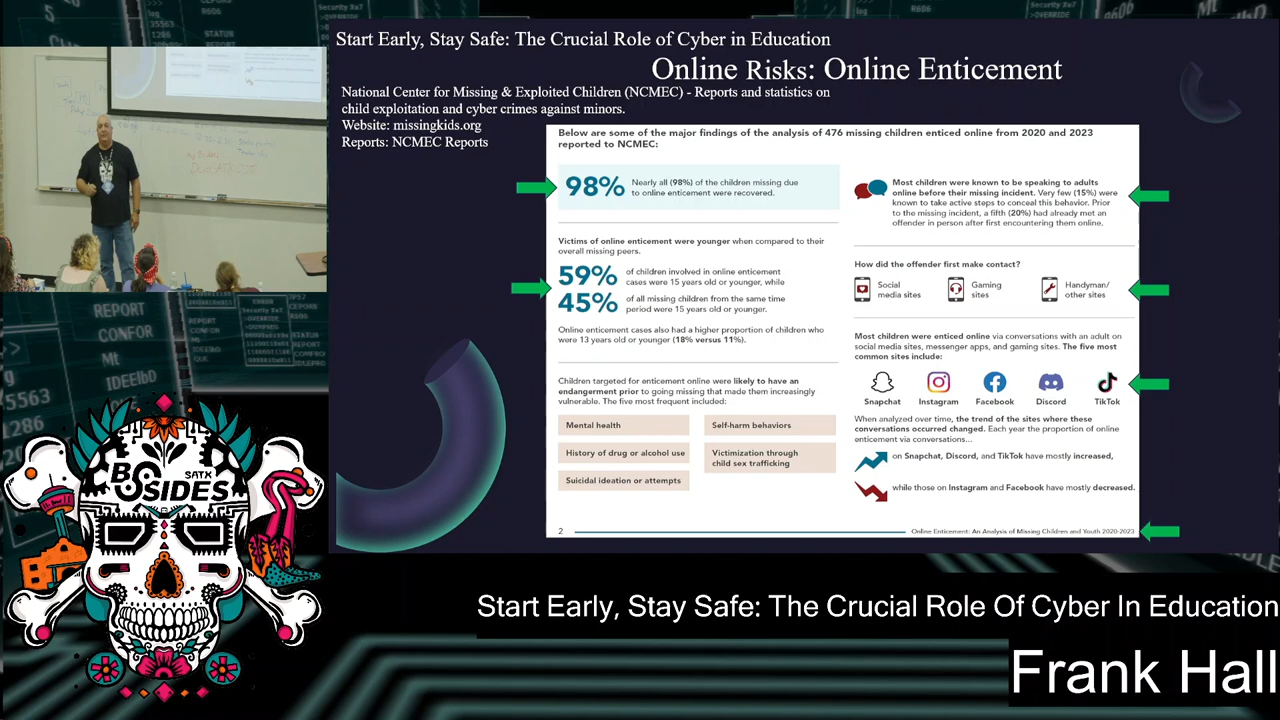 Start Early, Stay Safe: The Crucial Role of Cyber in Education
Online Risks: Online Enticement
National Center for Missing & Exploited Children (NCMEC) - Reports and statistics on
child exploitation and cyber crimes against minors.
Website: missingkids.org
Reports: NCMEC Reports
Below are some of the major findings of the analysis of 476 missing children enticed online from 2020 and 2023
reported to NCMEC:
98%
Nearly all (98%) of the children missing due
to online enticement were recovered.
Victims of online enticement were younger when compared to their
overall missing peers.
59%
of children involved in online enticement
cases were 15 years old or younger, while
45%
of all missing children from the same time
period were 15 years old or younger.
Online enticement cases also had a higher proportion of children who
were 13 years old or younger (18% versus 11%).
Children targeted for enticement online were likely to have an
endangerment prior to going missing that made them increasingly
vulnerable. The five most frequent included:
Mental health
Self-harm behaviors
History of drug or alcohol use
Victimization through
child sex trafficking
Suicidal ideation or attempts
Most children were known to be speaking to adults
online before their missing incident. Very few (15%) were
known to take active steps to conceal this behavior. Prior
to the missing incident, a fifth (20%) had already met an
offender in person after first encountering them online.
How did the offender first make contact?
Social
media sites
Gaming
sites
Handyman/
other sites
Most children were enticed online via conversations with an adult on
social media sites, messenger apps, and gaming sites. The five most
common sites include:
Snapchat
Instagram
Facebook
Discord
TikTok
When analyzed over time, the trend of the sites where these
conversations occurred changed. Each year the proportion of online
enticement via conversations...
on Snapchat, Discord, and TikTok have mostly increased,
while those on Instagram and Facebook have mostly decreased.
2
Online Enticement: An Analysis of Missing Children and Youth 2020-2023
REPORT
CONFOR
Mt
IDEEIbD
BSIDES
SATX
Start Early, Stay Safe: The Crucial Role Of Cyber In Education
Frank Hall